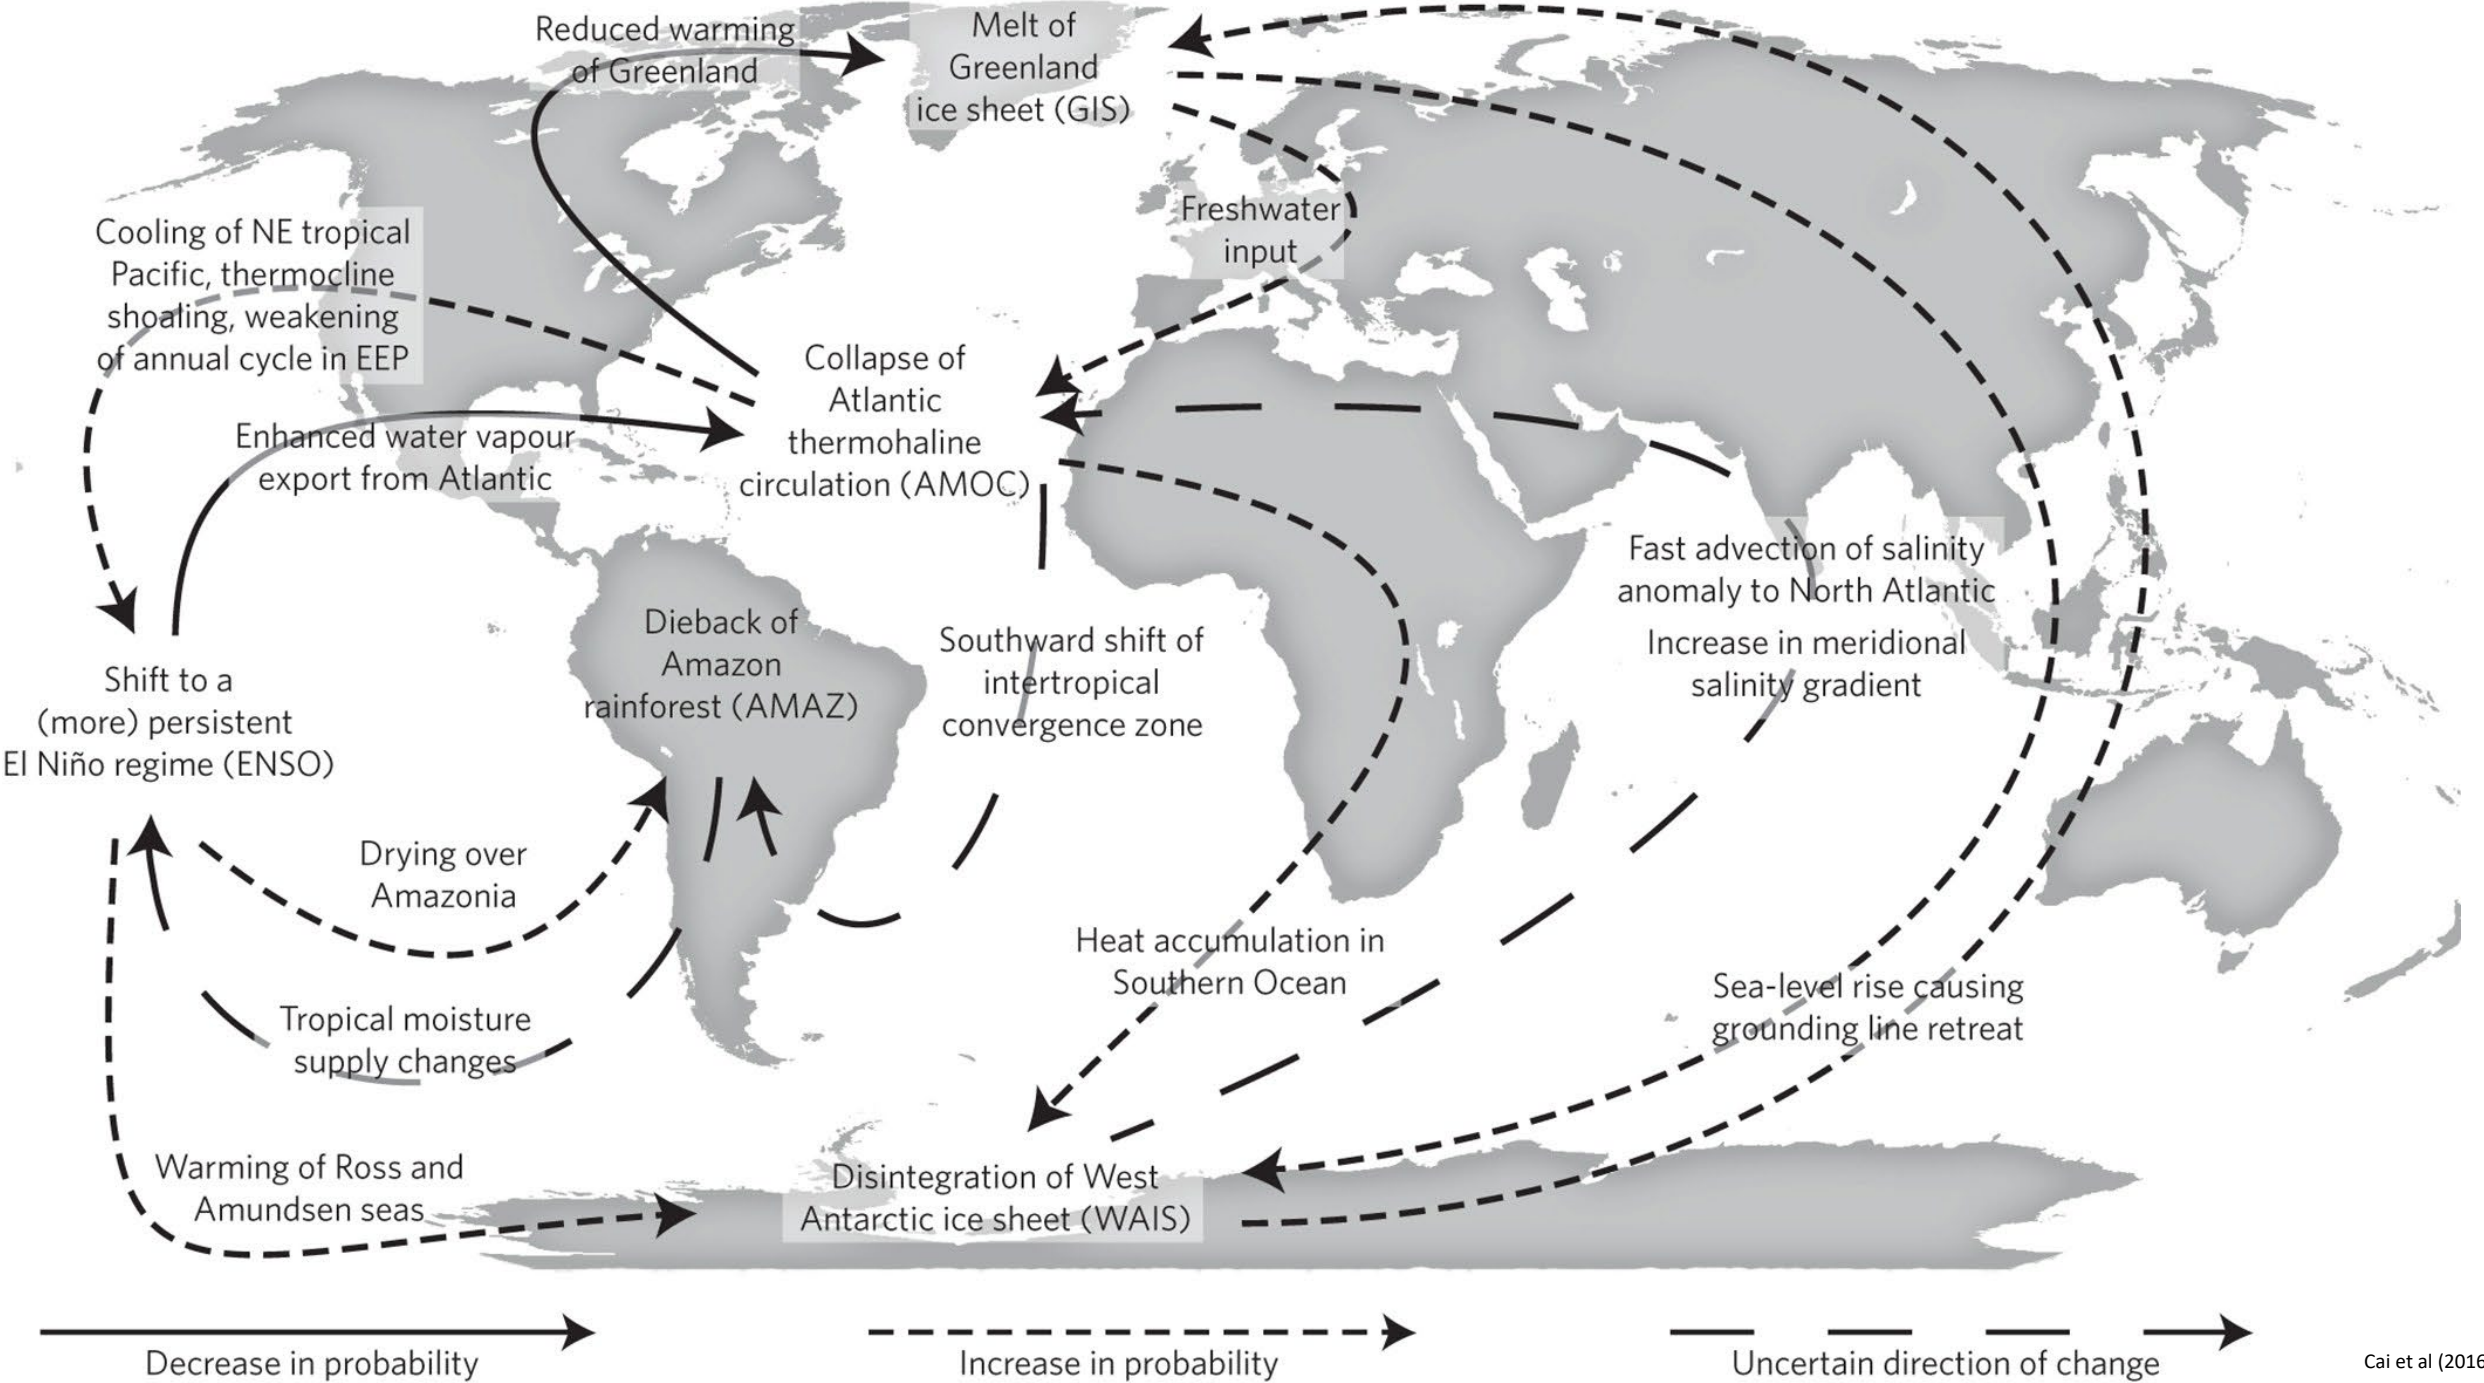 Reduced warming
of Greenland
Melt of
Greenland
ice sheet (GIS)
Freshwater
input
Cooling of NE tropical
Pacific, thermocline
shoaling, weakening
of annual cycle in EEP
Collapse of
Atlantic
thermohaline
circulation (AMOC)
Enhanced water vapour
export from Atlantic
Fast advection of salinity
anomaly to North Atlantic
Increase in meridional
salinity gradient
Dieback of
Amazon
rainforest (AMAZ)
Southward shift of
intertropical
convergence zone
Shift to a
(more) persistent
El Niño regime (ENSO)
Drying over
Amazonia
Heat accumulation in
Southern Ocean
Sea-level rise causing
grounding line retreat
Tropical moisture
supply changes
Warming of Ross and
Amundsen seas
Disintegration of West
Antarctic ice sheet (WAIS)
Decrease in probability
Increase in probability
Uncertain direction of change
Cai et al (2016